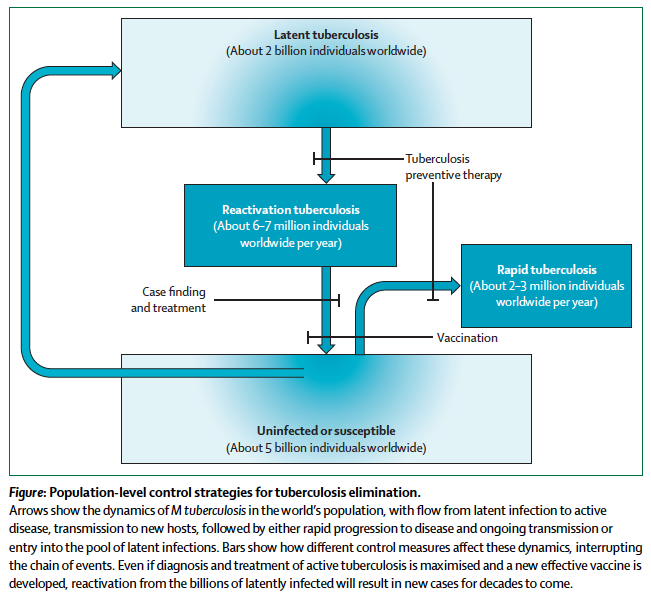 Latent tuberculosis
(About 2 billion individuals worldwide)
Tuberculosis
preventive therapy
Reactivation tuberculosis
(About 6–7 million individuals
worldwide per year)
Rapid tuberculosis
(About 2–3 million individuals
worldwide per year)
Case finding
and treatment
Vaccination
Uninfected or susceptible
(About 5 billion individuals worldwide)
Figure: Population-level control strategies for tuberculosis elimination.
Arrows show the dynamics of M tuberculosis in the world's population, with flow from latent infection to active
disease, transmission to new hosts, followed by either rapid progression to disease and ongoing transmission or
entry into the pool of latent infections. Bars show how different control measures affect these dynamics, interrupting
the chain of events. Even if diagnosis and treatment of active tuberculosis is maximised and a new effective vaccine is
developed, reactivation from the billions of latently infected will result in new cases for decades to come.